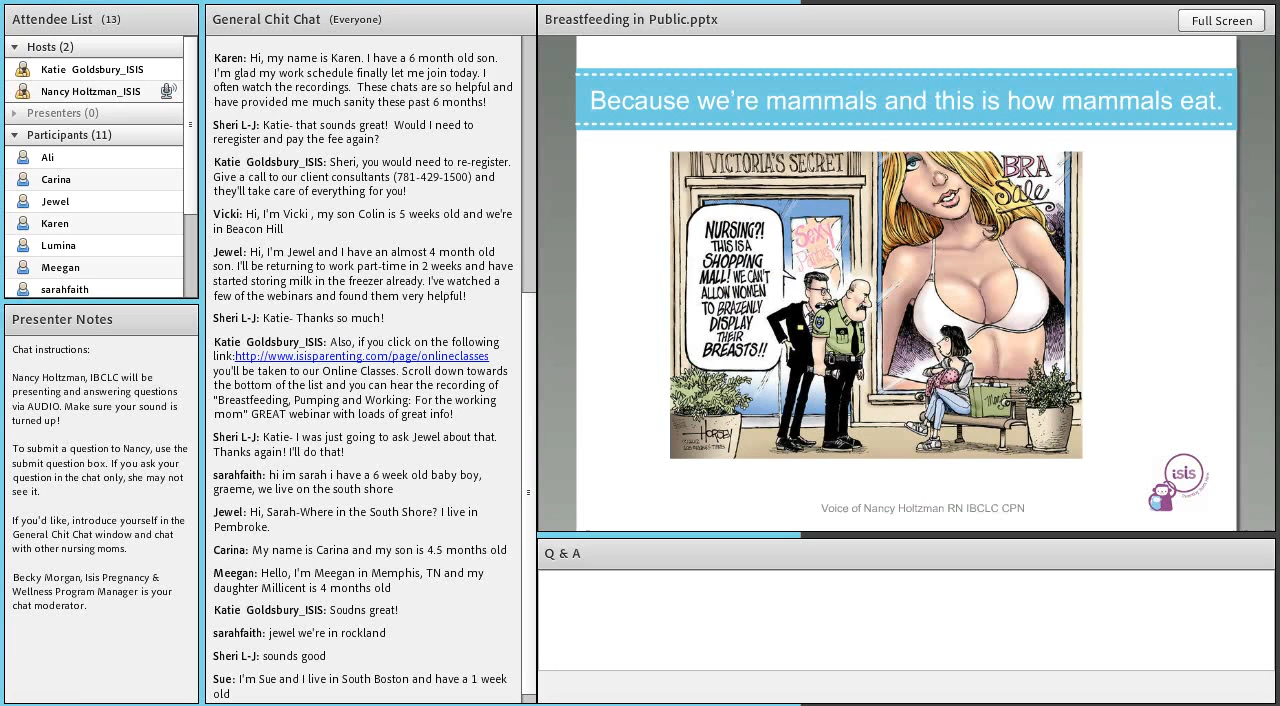 Attendee List (13)
Hosts (2)
Katie Goldsbury_ISIS
Nancy Holtzman_ISIS
Presenters (0)
Participants (11)
Ali
Carina
Jewel
Karen
Lumina
Meegan
sarahfaith
Presenter Notes
Chat instructions:
Nancy Holtzman, IBCLC will be
presenting and answering questions
via AUDIO. Make sure your sound is
turned up!
To submit a question to Nancy, use the
submit question box. If you ask your
question in the chat only, she may not
see it.
If you'd like, introduce yourself in the
General Chit Chat window and chat
with other nursing moms.
Becky Morgan, Isis Pregnancy &
Wellness Program Manager is your
chat moderator.
General Chit Chat (Everyone)
Karen: Hi, my name is Karen. I have a 6 month old son.
I'm glad my work schedule finally let me join today. I
often watch the recordings. These chats are so helpful and
have provided me much sanity these past 6 months!
Sheri L-J: Katie- that sounds great! Would I need to
reregister and pay the fee again?
Katie Goldsbury_ISIS: Sheri, you would need to re-register.
Give a call to our client consultants (781-429-1500) and
they'll take care of everything for you!
Vicki: Hi, I'm Vicki , my son Colin is 5 weeks old and we're
in Beacon Hill
Jewel: Hi, I'm Jewel and I have an almost 4 month old
son. I'll be returning to work part-time in 2 weeks and have
started storing milk in the freezer already. I've watched a
few of the webinars and found them very helpful!
Sheri L-J: Katie- Thanks so much!
Katie Goldsbury_ISIS: Also, if you click on the following
link:http://www.isisparenting.com/page/onlineclasses
you'll be taken to our Online Classes. Scroll down towards
the bottom of the list and you can hear the recording of
"Breastfeeding, Pumping and Working: For the working
mom" GREAT webinar with loads of great info!
Sheri L-J: Katie- I was just going to ask Jewel about that.
Thanks again! I'll do that!
sarahfaith: hi im sarah i have a 6 week old baby boy,
graeme, we live on the south shore
Jewel: Hi, Sarah-Where in the South Shore? I live in
Pembroke.
Carina: My name is Carina and my son is 4.5 months old
Meegan: Hello, I'm Meegan in Memphis, TN and my
daughter Millicent is 4 months old
Katie Goldsbury_ISIS: Soudns great!
sarahfaith: jewel we're in rockland
Sheri L-J: sounds good
Sue: I'm Sue and I live in South Boston and have a 1 week
old
Breastfeeding in Public.pptx
Full Screen
Because we’re mammals and this is how mammals eat.
VICTORIA'S SECRET
BRA
Sale
Sexy
NURSING?!
THIS IS A
SHOPPING
MALL! WE CAN'T
ALLOW WOMEN
TO BRAZENLY
DISPLAY
THEIR
BREASTS!!
HORSEY
isis
Voice of Nancy Holtzman RN IBCLC CPN
Q & A